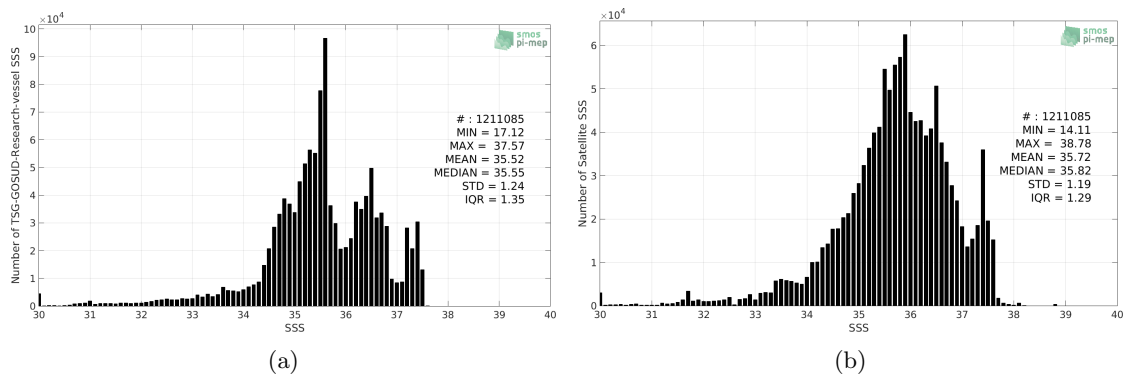 ×10⁴
10
9
8
7
6
5
4
3
2
1
0
Number of TSG-GOSUD-Research-vessel SSS
smos
pi-mep
# : 1211085
MIN = 17.12
MAX = 37.57
MEAN = 35.52
MEDIAN = 35.55
STD = 1.24
IQR = 1.35
30 31 32 33 34 35 36 37 38 39 40
SSS
(a)
×10⁴
6
5
4
3
2
1
0
Number of Satellite SSS
smos
pi-mep
# : 1211085
MIN = 14.11
MAX = 38.78
MEAN = 35.72
MEDIAN = 35.82
STD = 1.19
IQR = 1.29
30 31 32 33 34 35 36 37 38 39 40
SSS
(b)